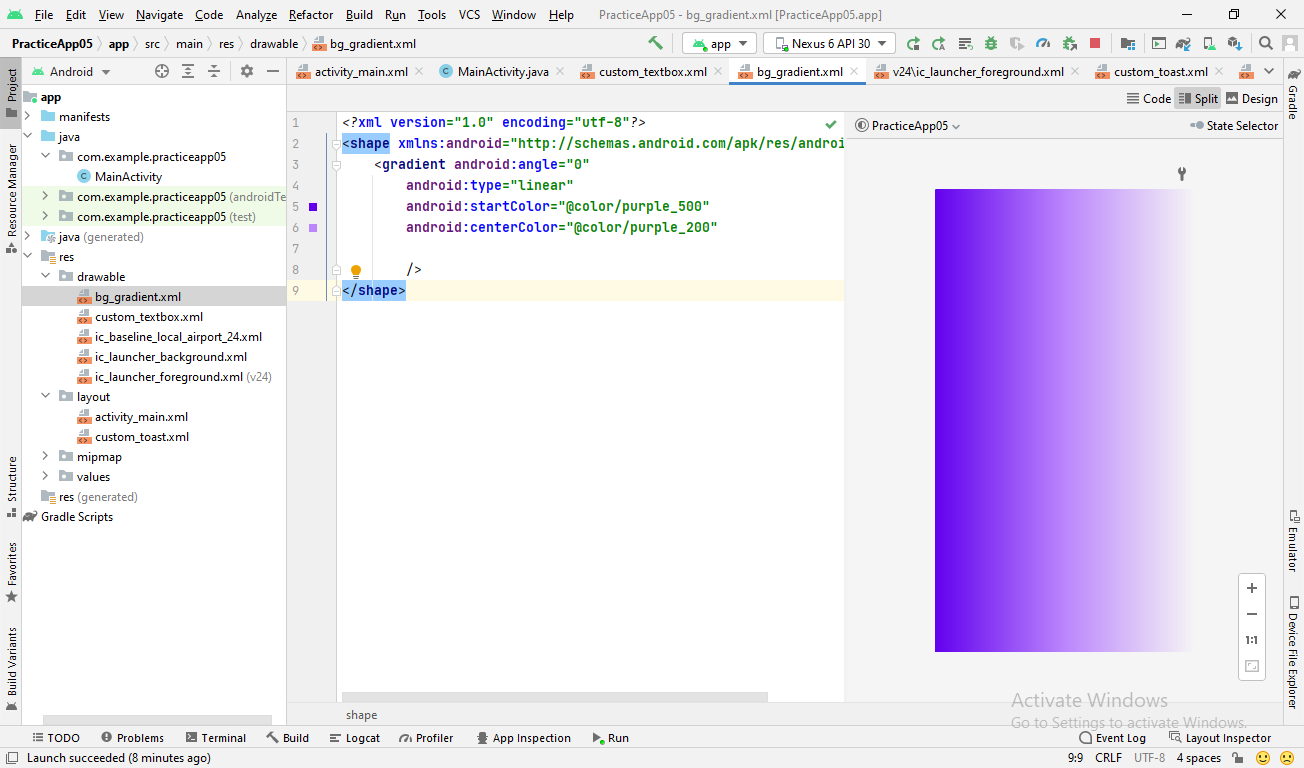 File Edit View Navigate Code Analyze Refactor Build Run Tools VCS Window Help PracticeApp05 - bg_gradient.xml [PracticeApp05.app]
PracticeApp05 app src main res drawable bg_gradient.xml app Nexus 6 API 30
Project
Android
activity_main.xml MainActivity.java custom_textbox.xml bg_gradient.xml v24\ic_launcher_foreground.xml custom_toast.xml
Gradle
Code Split Design
PracticeApp05 State Selector
app
manifests
java
com.example.practiceapp05
MainActivity
com.example.practiceapp05 (androidTe
com.example.practiceapp05 (test)
java (generated)
res
drawable
bg_gradient.xml
custom_textbox.xml
ic_baseline_local_airport_24.xml
ic_launcher_background.xml
ic_launcher_foreground.xml (v24)
layout
activity_main.xml
custom_toast.xml
mipmap
values
res (generated)
Gradle Scripts
Resource Manager
Structure
Favorites
Build Variants
1 <?xml version="1.0" encoding="utf-8"?>
2 <shape xmlns:android="http://schemas.android.com/apk/res/androi
3 <gradient android:angle="0"
4 android:type="linear"
5 android:startColor="@color/purple_500"
6 android:centerColor="@color/purple_200"
7
8 />
9 </shape>
1:1
Emulator
Device File Explorer
Activate Windows
Go to Settings to activate Windows.
shape
TODO Problems Terminal Build Logcat Profiler App Inspection Run Event Log Layout Inspector
Launch succeeded (8 minutes ago) 9:9 CRLF UTF-8 4 spaces